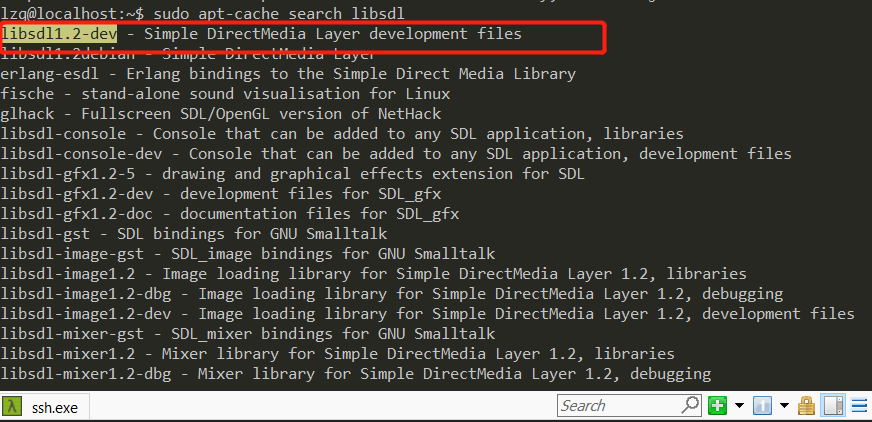 lzq@localhost:~$ sudo apt-cache search libsdl
libsdl1.2-dev - Simple DirectMedia Layer development files
libsdl1.2debian - Simple DirectMedia Layer
erlang-esdl - Erlang bindings to the Simple Direct Media Library
fische - stand-alone sound visualisation for Linux
glhack - Fullscreen SDL/OpenGL version of NetHack
libsdl-console - Console that can be added to any SDL application, libraries
libsdl-console-dev - Console that can be added to any SDL application, development files
libsdl-gfx1.2-5 - drawing and graphical effects extension for SDL
libsdl-gfx1.2-dev - development files for SDL_gfx
libsdl-gfx1.2-doc - documentation files for SDL_gfx
libsdl-gst - SDL bindings for GNU Smalltalk
libsdl-image-gst - SDL_image bindings for GNU Smalltalk
libsdl-image1.2 - Image loading library for Simple DirectMedia Layer 1.2, libraries
libsdl-image1.2-dbg - Image loading library for Simple DirectMedia Layer 1.2, debugging
libsdl-image1.2-dev - Image loading library for Simple DirectMedia Layer 1.2, development files
libsdl-mixer-gst - SDL_mixer bindings for GNU Smalltalk
libsdl-mixer1.2 - Mixer library for Simple DirectMedia Layer 1.2, libraries
libsdl-mixer1.2-dbg - Mixer library for Simple DirectMedia Layer 1.2, debugging
λ ssh.exe Search 1